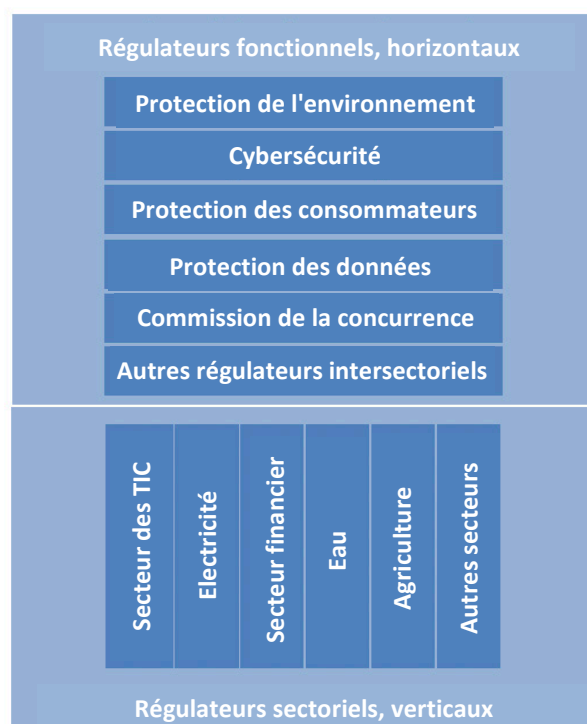 Régulateurs fonctionnels, horizontaux
Protection de l'environnement
Cybersécurité
Protection des consommateurs
Protection des données
Commission de la concurrence
Autres régulateurs intersectoriels
Secteur des TIC
Electricité
Secteur financier
Eau
Agriculture
Autres secteurs
Régulateurs sectoriels, verticaux